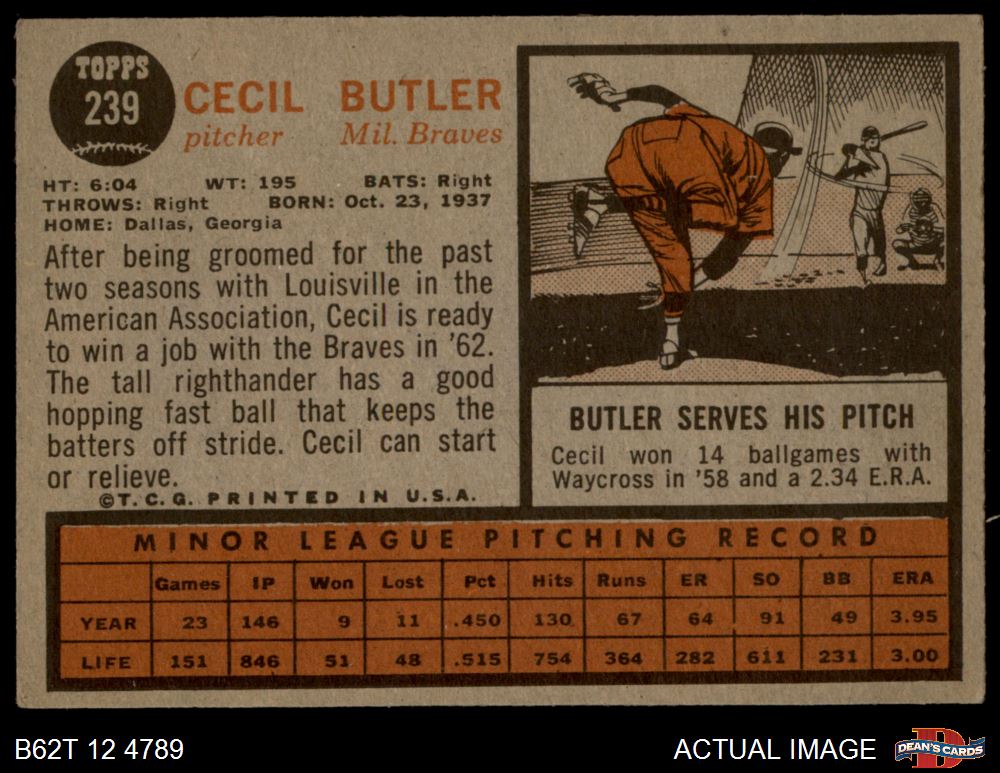 TOPPS
239
CECIL BUTLER
pitcher Mil. Braves
HT: 6:04 WT: 195 BATS: Right
THROWS: Right BORN: Oct. 23, 1937
HOME: Dallas, Georgia
After being groomed for the past
two seasons with Louisville in the
American Association, Cecil is ready
to win a job with the Braves in '62.
The tall righthander has a good
hopping fast ball that keeps the
batters off stride. Cecil can start
or relieve.
©T.C.G. PRINTED IN U.S.A.
BUTLER SERVES HIS PITCH
Cecil won 14 ballgames with
Waycross in '58 and a 2.34 E.R.A.
MINOR LEAGUE PITCHING RECORD
Games IP Won Lost Pct Hits Runs ER SO BB ERA
YEAR 23 146 9 11 .450 130 67 64 91 49 3.95
LIFE 151 846 51 48 .515 754 364 282 611 231 3.00
B62T 12 4789
ACTUAL IMAGE
D
DEAN'S CARDS